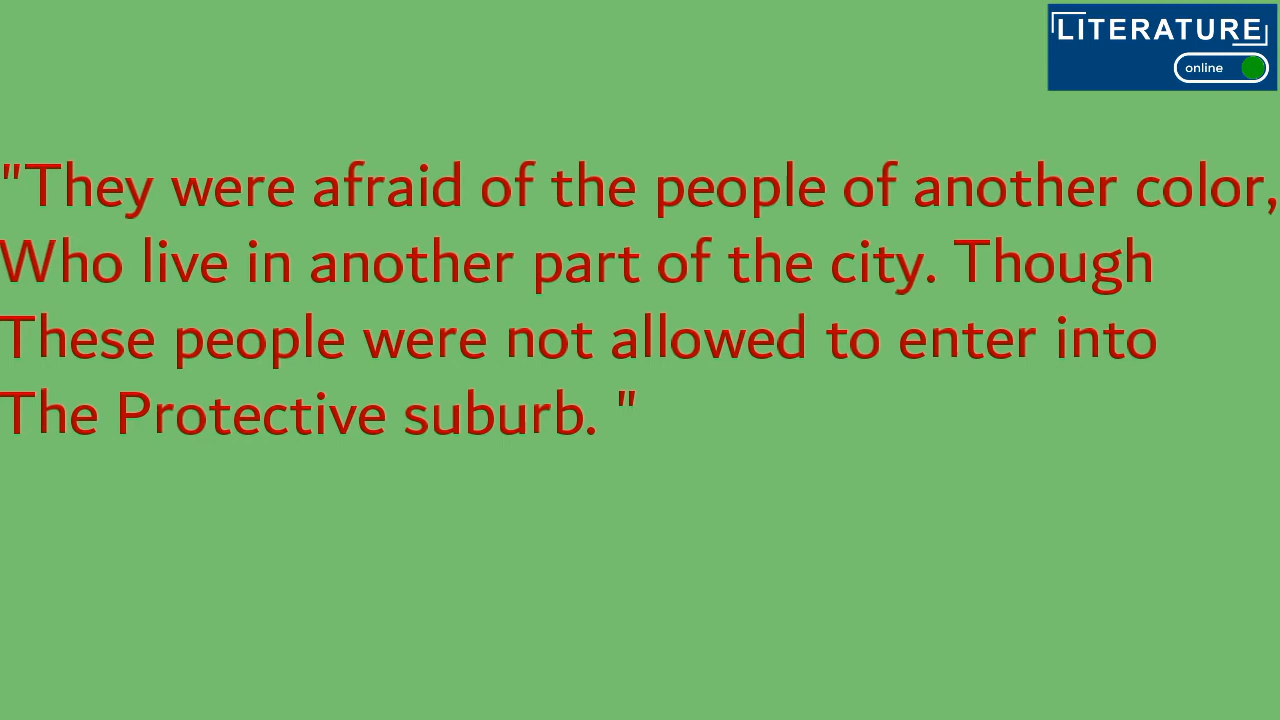 LITERATURE
online
"They were afraid of the people of another color,
Who live in another part of the city. Though
These people were not allowed to enter into
The Protective suburb. "